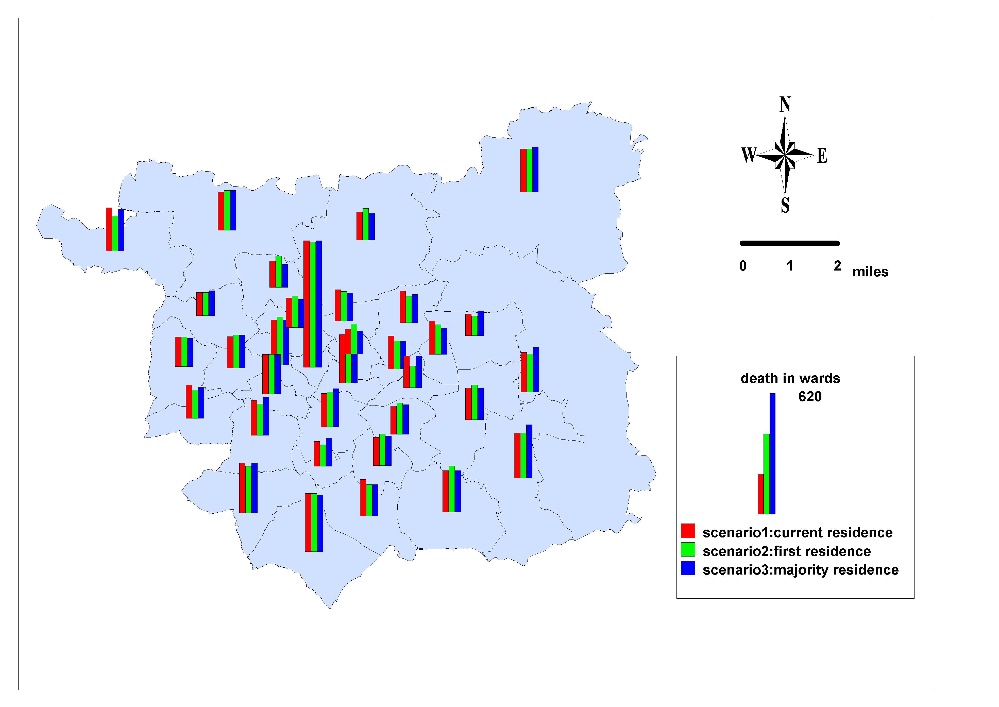 N
W E
S
0 1 2 miles
death in wards
620
scenario1:current residence
scenario2:first residence
scenario3:majority residence